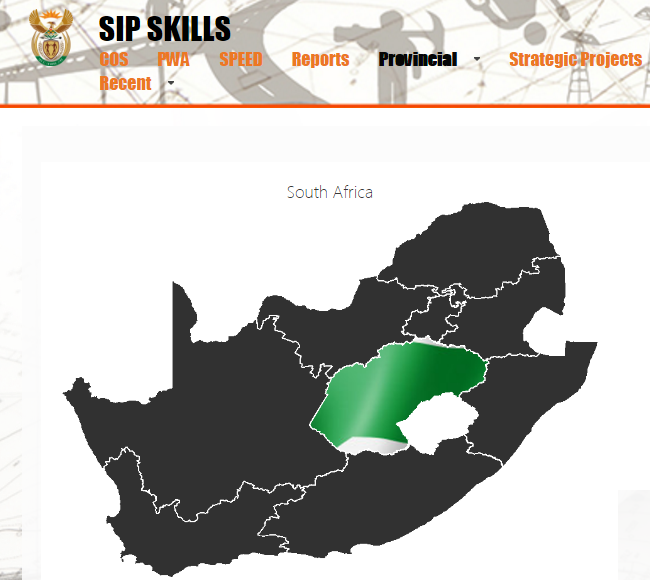 SIP SKILLS
COS PWA SPEED Reports Provincial Strategic Projects
Recent
South Africa